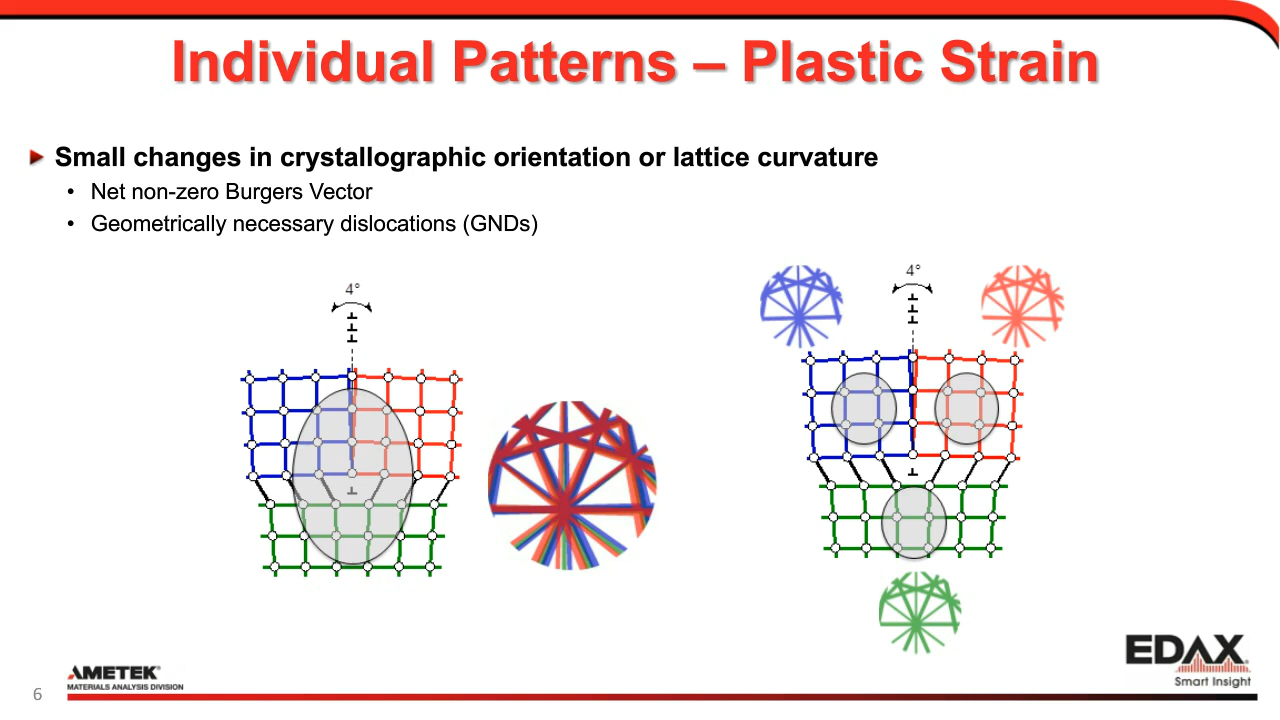 Individual Patterns – Plastic Strain
Small changes in crystallographic orientation or lattice curvature
• Net non-zero Burgers Vector
• Geometrically necessary dislocations (GNDs)
4°
4°
AMETEK®
MATERIALS ANALYSIS DIVISION
EDAX
Smart Insight
6